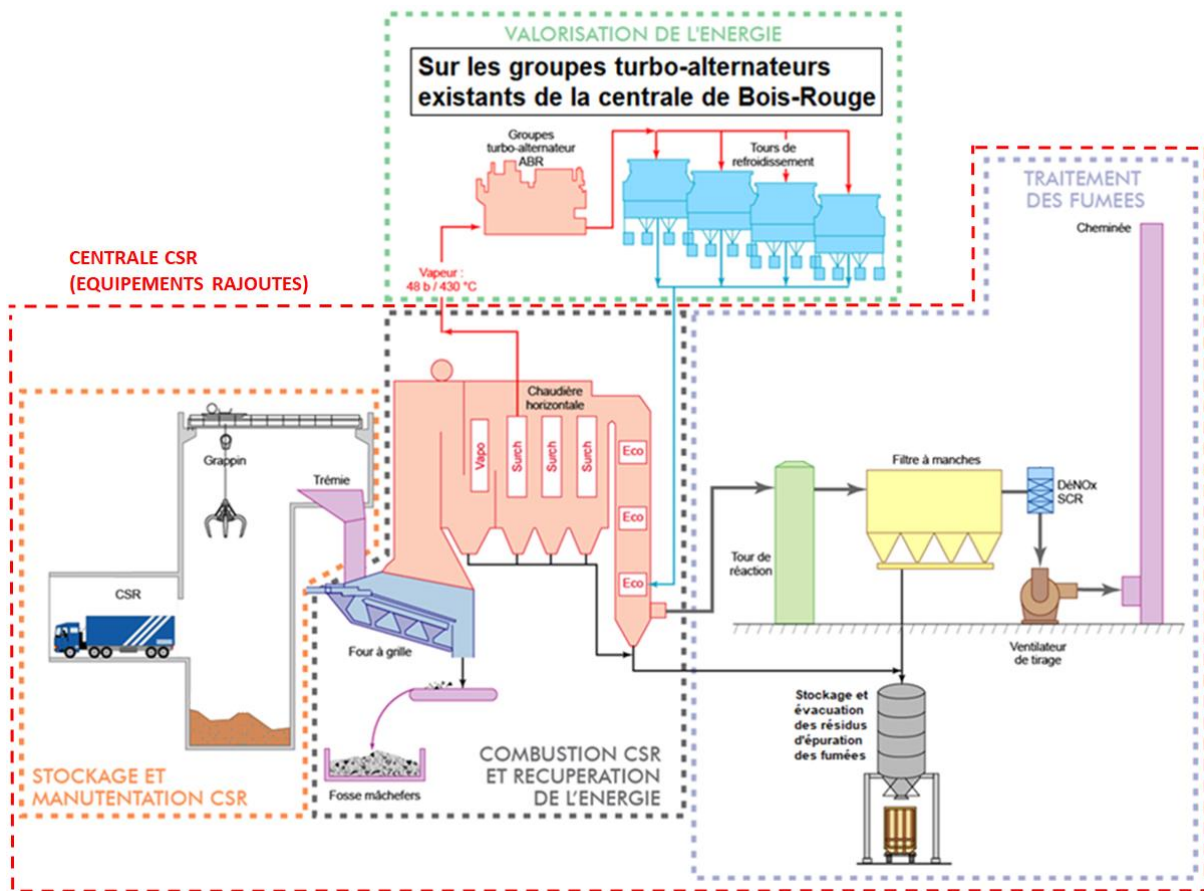 VALORISATION DE L'ENERGIE
Sur les groupes turbo-alternateurs
existants de la centrale de Bois-Rouge
Groupes
turbo-alternateur
ABR
Tours de
refroidissement
TRAITEMENT
DES FUMEES
Cheminée
CENTRALE CSR
(EQUIPEMENTS RAJOUTES)
Vapeur :
48 b / 430 °C
Chaudière
horizontale
Vapo
Surch
Surch
Surch
Eco
Eco
Eco
Grappin
Trémie
CSR
Four à grille
Fosse mâchefers
STOCKAGE ET
MANUTENTATION CSR
COMBUSTION CSR
ET RECUPERATION
DE L'ENERGIE
Tour de
réaction
Filtre à manches
DéNOx
SCR
Ventilateur
de tirage
Stockage et
évacuation
des résidus
d'épuration
des fumées